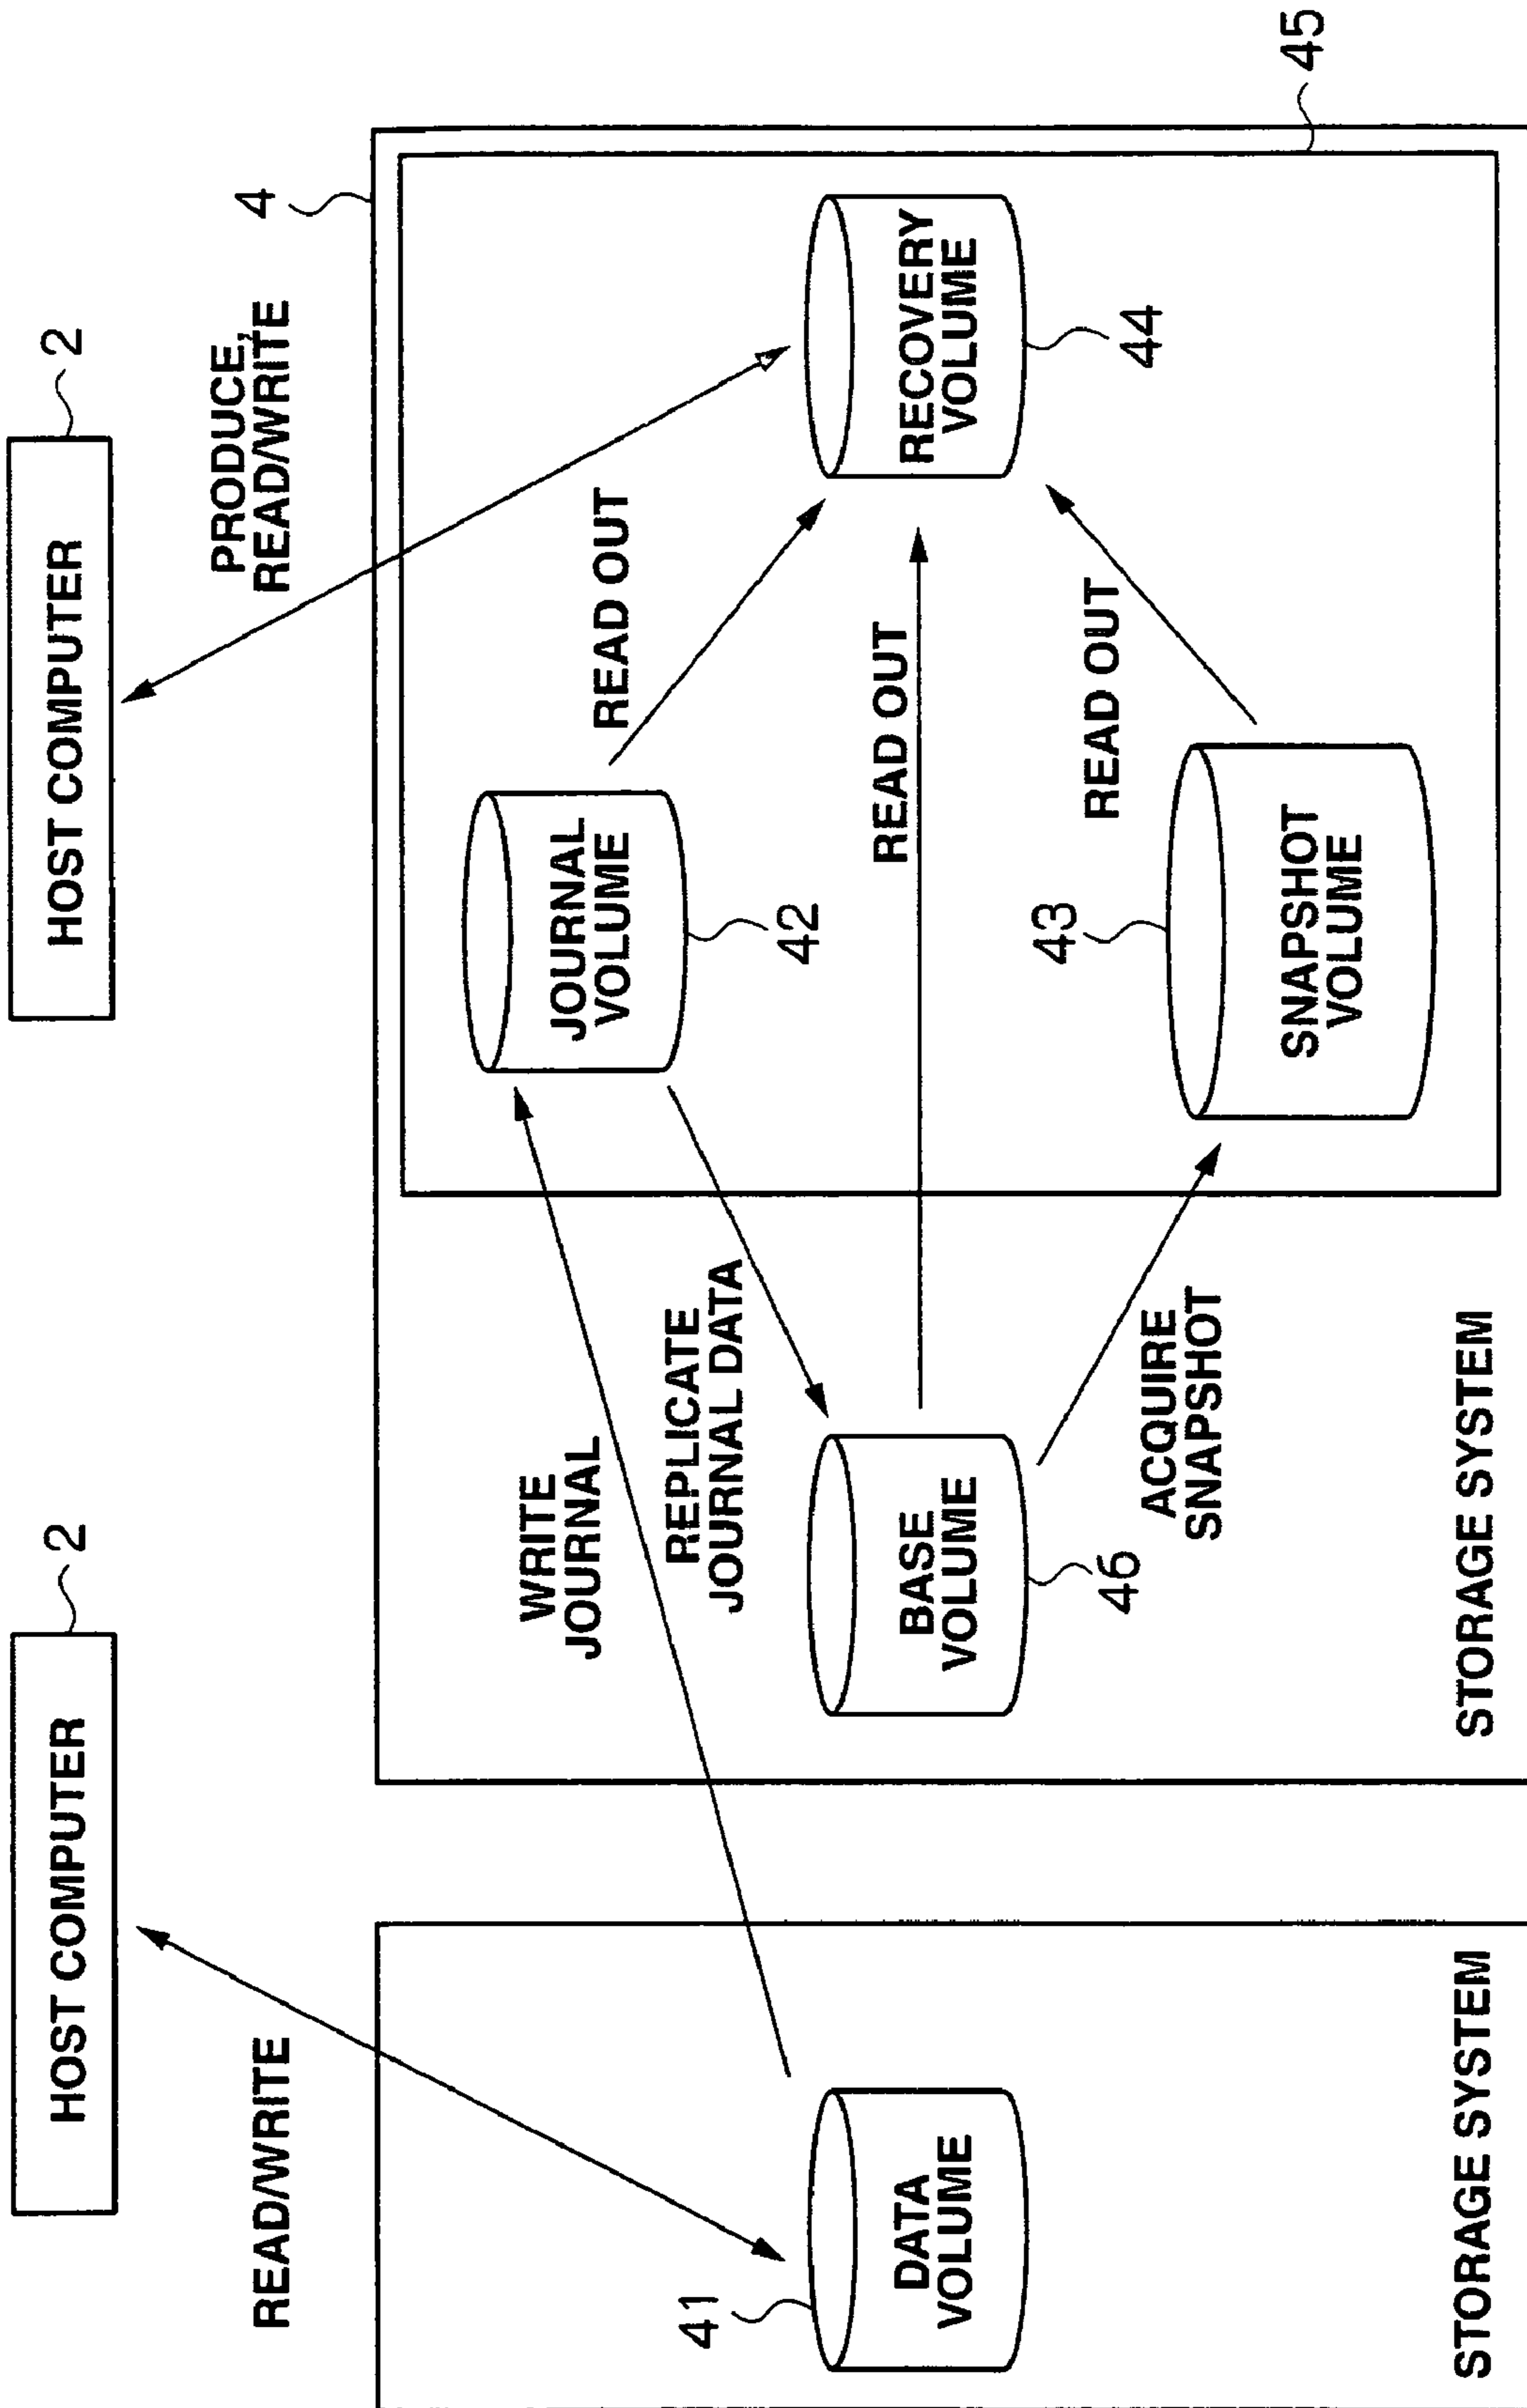 HOST COMPUTER
2
HOST COMPUTER
2
READ/WRITE
PRODUCE,
READ/WRITE
4
45
WRITE
JOURNAL
JOURNAL
VOLUME
42
READ OUT
REPLICATE
JOURNAL DATA
41
DATA
VOLUME
BASE
VOLUME
46
READ OUT
RECOVERY
VOLUME
44
ACQUIRE
SNAPSHOT
43
SNAPSHOT
VOLUME
READ OUT
STORAGE SYSTEM
STORAGE SYSTEM